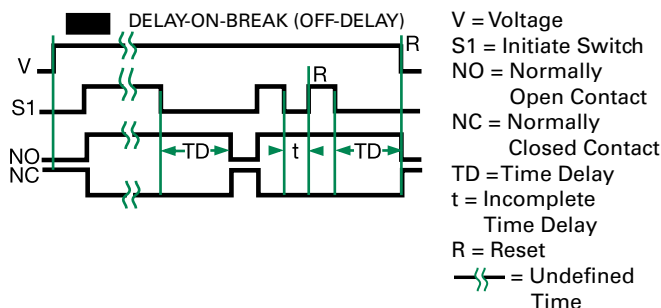 DELAY-ON-BREAK (OFF-DELAY)
R
V
R
S1
NO
NC
TD
t
TD
V = Voltage
S1 = Initiate Switch
NO = Normally
Open Contact
NC = Normally
Closed Contact
TD = Time Delay
t = Incomplete
Time Delay
R = Reset
= Undefined
Time